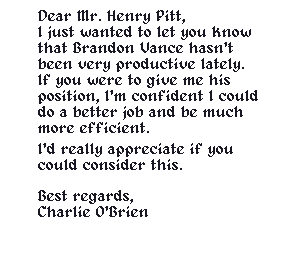 Dear Mr. Henry Pitt,
I just wanted to let you know
that Brandon Vance hasn't
been very productive lately.
If you were to give me his
position, I'm confident I could
do a better job and be much
more efficient.
I'd really appreciate if you
could consider this.
Best regards,
Charlie O'Brien